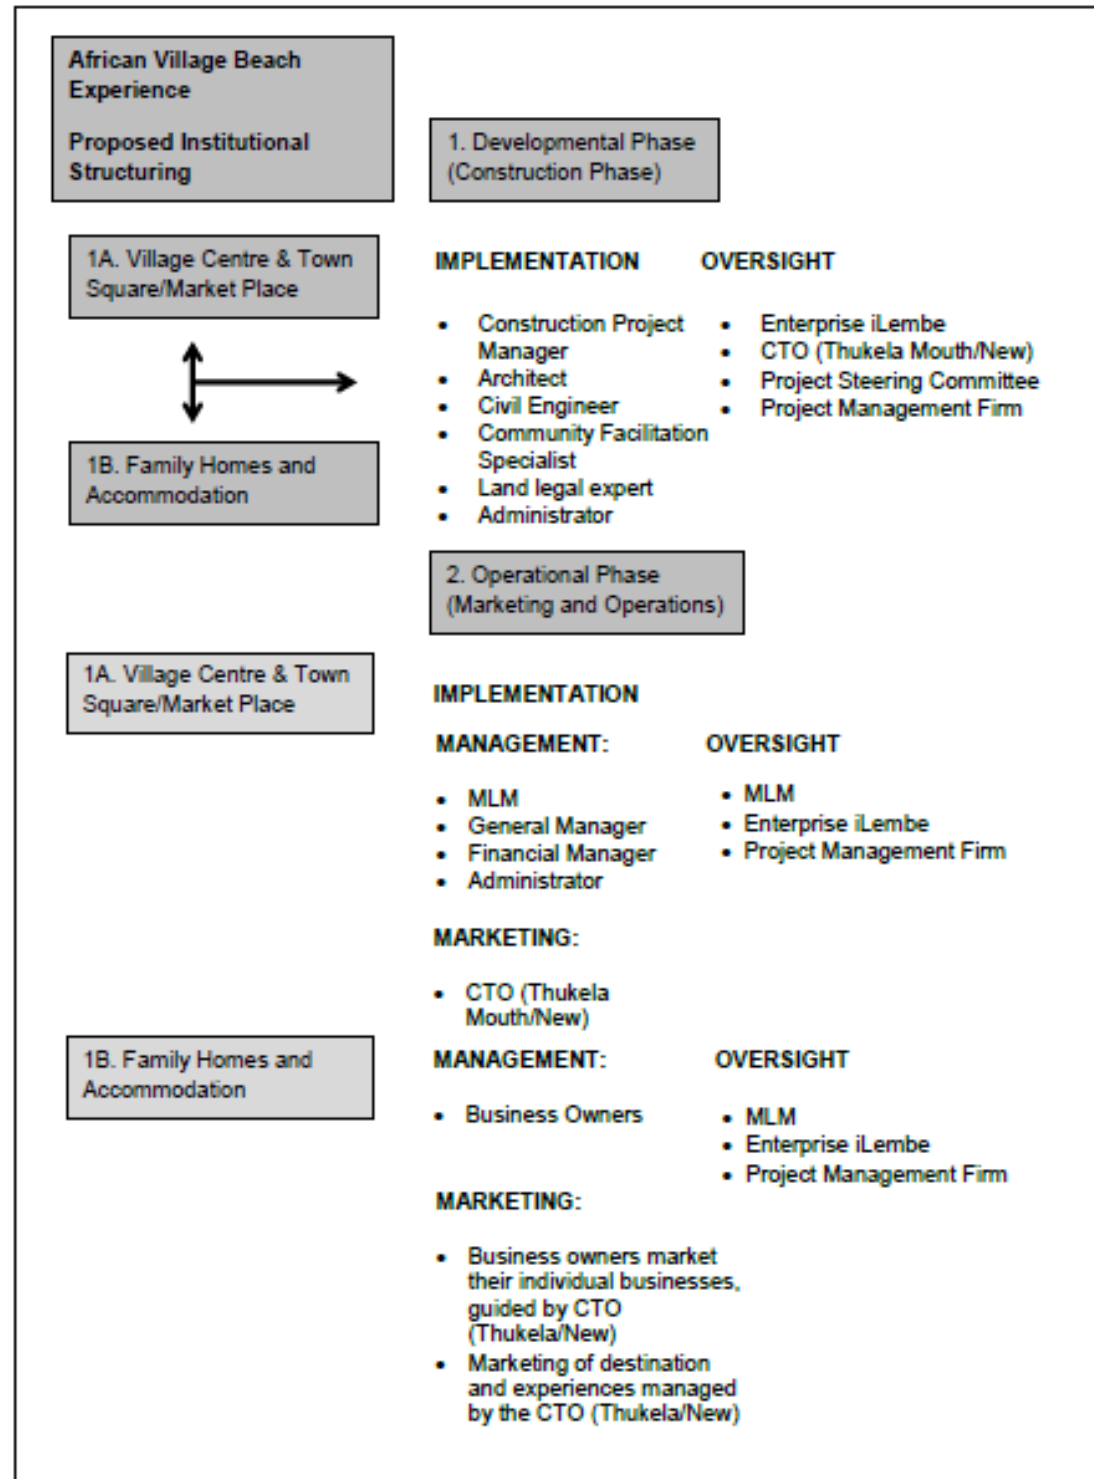 African Village Beach
Experience
Proposed Institutional
Structuring
1. Developmental Phase
(Construction Phase)
1A. Village Centre & Town
Square/Market Place
IMPLEMENTATION
• Construction Project
Manager
• Architect
• Civil Engineer
• Community Facilitation
Specialist
• Land legal expert
• Administrator
OVERSIGHT
• Enterprise iLembe
• CTO (Thukela Mouth/New)
• Project Steering Committee
• Project Management Firm
1B. Family Homes and
Accommodation
2. Operational Phase
(Marketing and Operations)
1A. Village Centre & Town
Square/Market Place
IMPLEMENTATION
MANAGEMENT:
• MLM
• General Manager
• Financial Manager
• Administrator
OVERSIGHT
• MLM
• Enterprise iLembe
• Project Management Firm
MARKETING:
• CTO (Thukela
Mouth/New)
1B. Family Homes and
Accommodation
MANAGEMENT:
• Business Owners
OVERSIGHT
• MLM
• Enterprise iLembe
• Project Management Firm
MARKETING:
• Business owners market
their individual businesses,
guided by CTO
(Thukela/New)
• Marketing of destination
and experiences managed
by the CTO (Thukela/New)